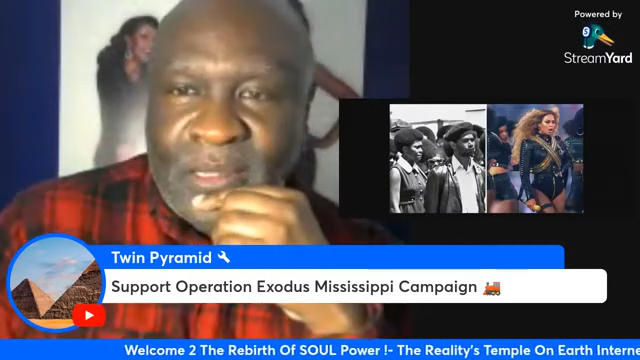 Powered by
StreamYard
Twin Pyramid
Support Operation Exodus Mississippi Campaign 🚂
Welcome 2 The Rebirth Of SOUL Power !- The Reality's Temple On Earth Interne